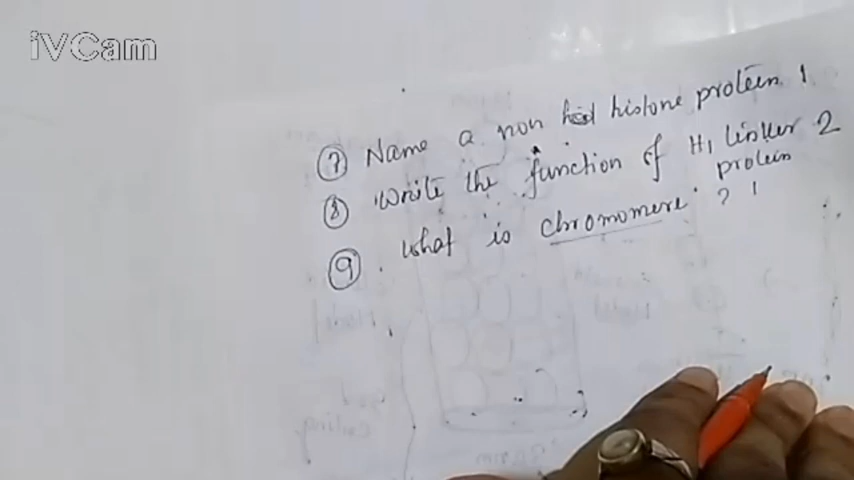 iVCam
⑦ Name a non histone protein 1
⑧ Write the function of H1 linker protein 2
⑨ . What is chromomere ? 1